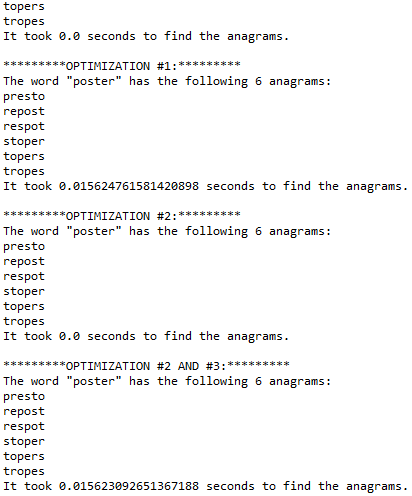 topers
tropes
It took 0.0 seconds to find the anagrams.
*********OPTIMIZATION #1:*********
The word "poster" has the following 6 anagrams:
presto
repost
respot
stoper
topers
tropes
It took 0.015624761581420898 seconds to find the anagrams.
*********OPTIMIZATION #2:*********
The word "poster" has the following 6 anagrams:
presto
repost
respot
stoper
topers
tropes
It took 0.0 seconds to find the anagrams.
*********OPTIMIZATION #2 AND #3:*********
The word "poster" has the following 6 anagrams:
presto
repost
respot
stoper
topers
tropes
It took 0.015623092651367188 seconds to find the anagrams.